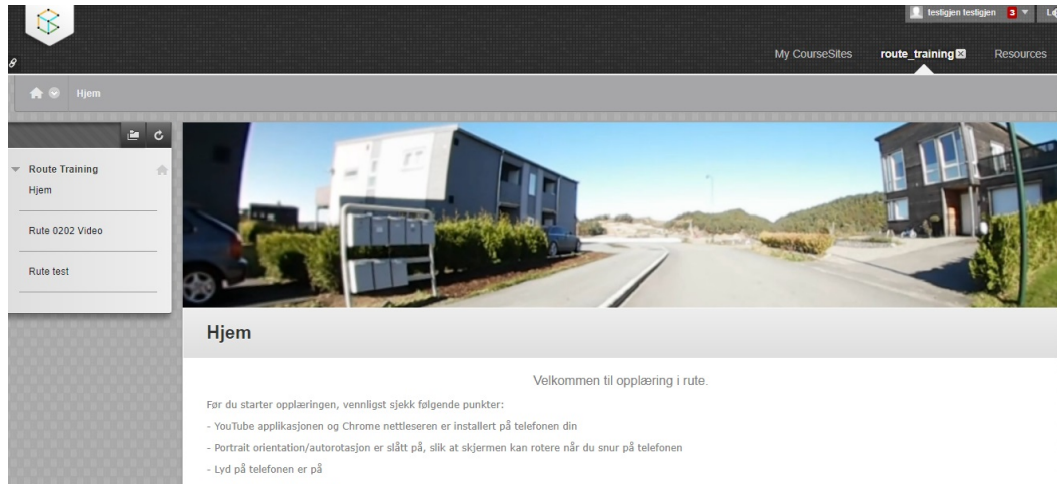 testigjen testigjen 3
My CourseSites route_training Resources
Hjem
Route Training
Hjem
Rute 0202 Video
Rute test
Hjem
Velkommen til opplæring i rute.
Før du starter opplæringen, vennligst sjekk følgende punkter:
- YouTube applikasjonen og Chrome nettleseren er installert på telefonen din
- Portrait orientation/autorotasjon er slått på, slik at skjermen kan rotere når du snur på telefonen
- Lyd på telefonen er på